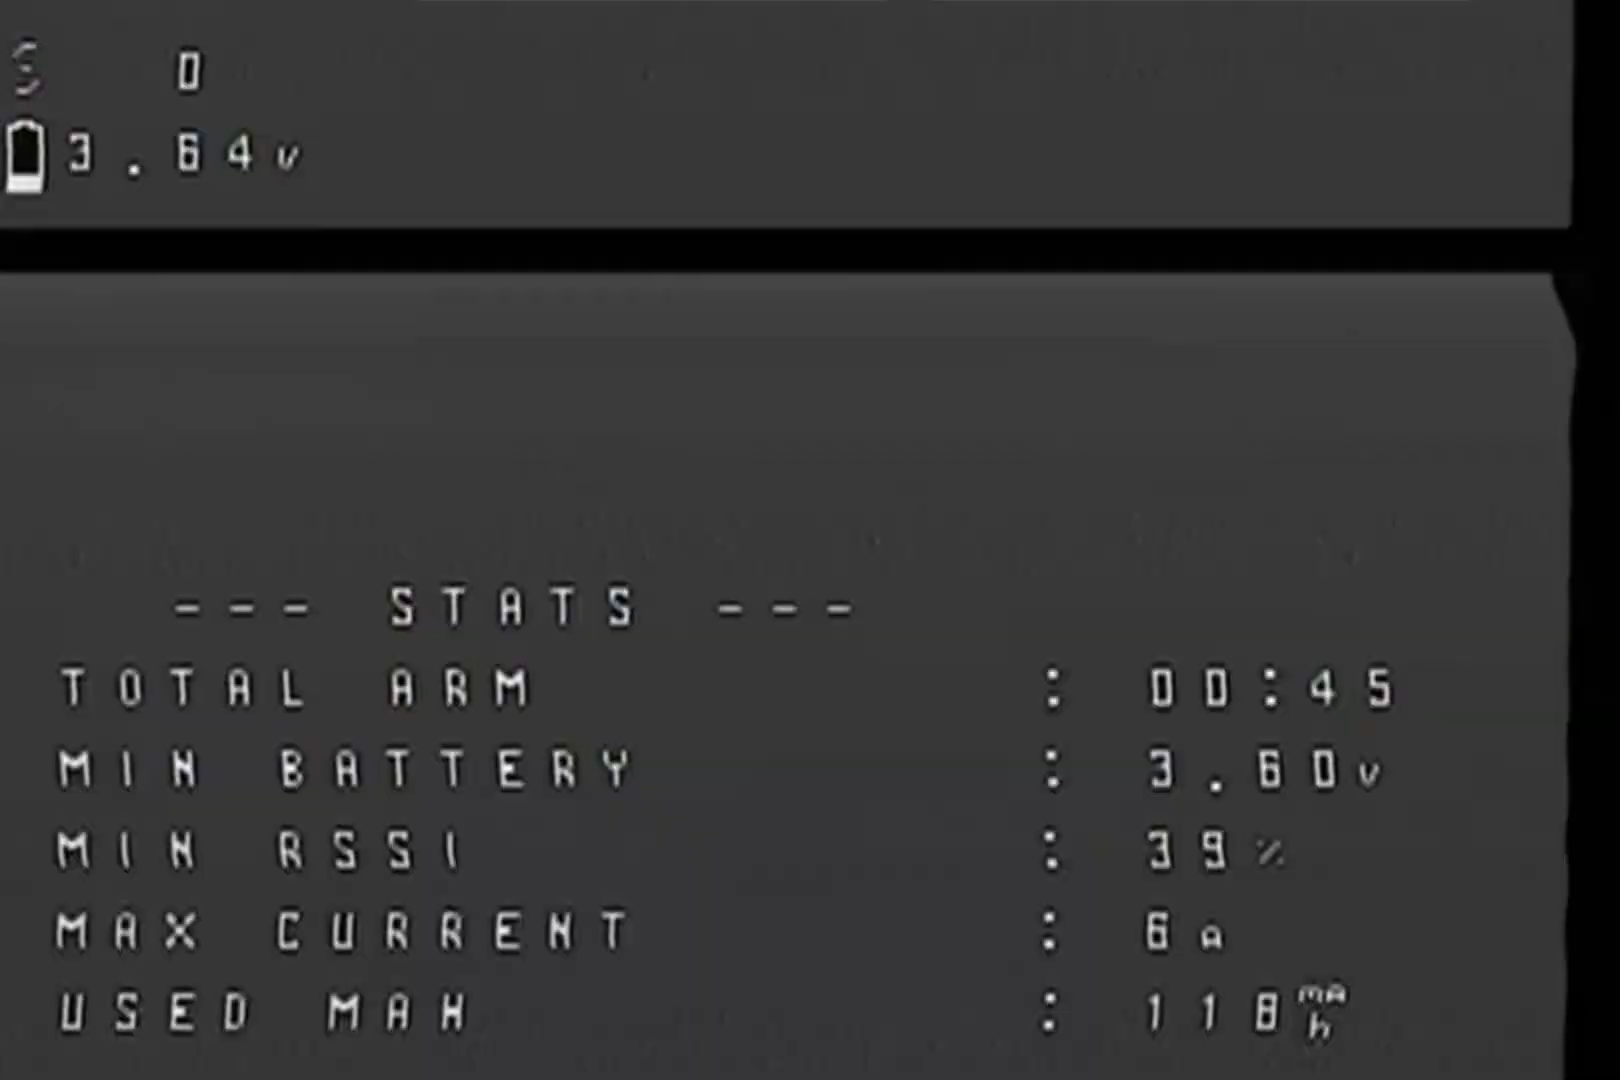 S 0
3.64v
--- STATS ---
TOTAL ARM : 00:45
MIN BATTERY : 3.60v
MIN RSSI : 39%
MAX CURRENT : 6A
USED MAH : 118mAh